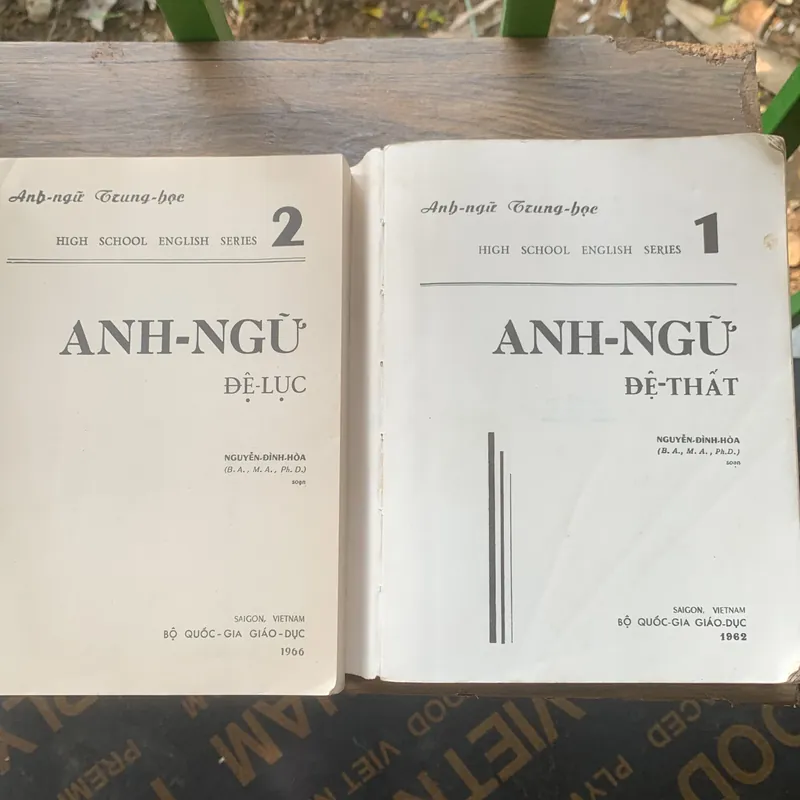 Anh-ngữ Trung-học
HIGH SCHOOL ENGLISH SERIES 2
ANH-NGỮ
ĐỆ-LỤC
NGUYỄN-ĐÌNH-HÒA
(B. A., M. A., Ph. D.)
soạn
SAIGON, VIETNAM
BỘ QUỐC-GIA GIÁO-DỤC
1966
Anh-ngữ Trung-học
HIGH SCHOOL ENGLISH SERIES 1
ANH-NGỮ
ĐỆ-THẤT
NGUYỄN-ĐÌNH-HÒA
(B. A., M. A., Ph.D.)
soạn
SAIGON, VIETNAM
BỘ QUỐC-GIA GIÁO-DỤC
1962
VIET